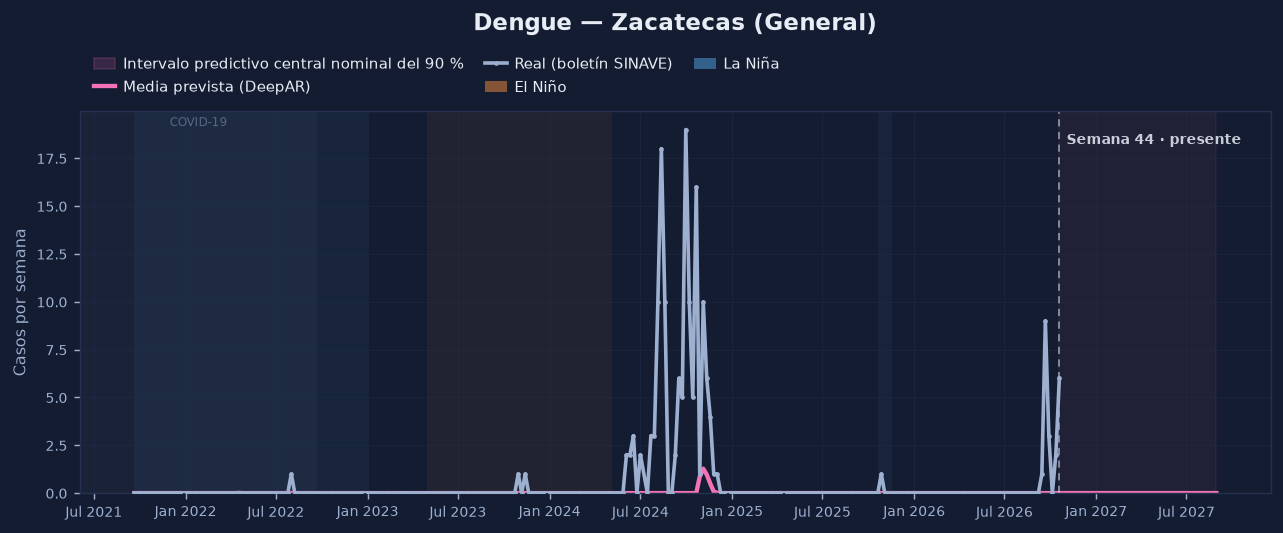 Dengue — Zacatecas (General)
Intervalo predictivo central nominal del 90 %
Real (boletín SINAVE)
La Niña
Media prevista (DeepAR)
El Niño
COVID-19
Semana 44 · presente
Casos por semana
17.5
15.0
12.5
10.0
7.5
5.0
2.5
0.0
Jul 2021
Jan 2022
Jul 2022
Jan 2023
Jul 2023
Jan 2024
Jul 2024
Jan 2025
Jul 2025
Jan 2026
Jul 2026
Jan 2027
Jul 2027